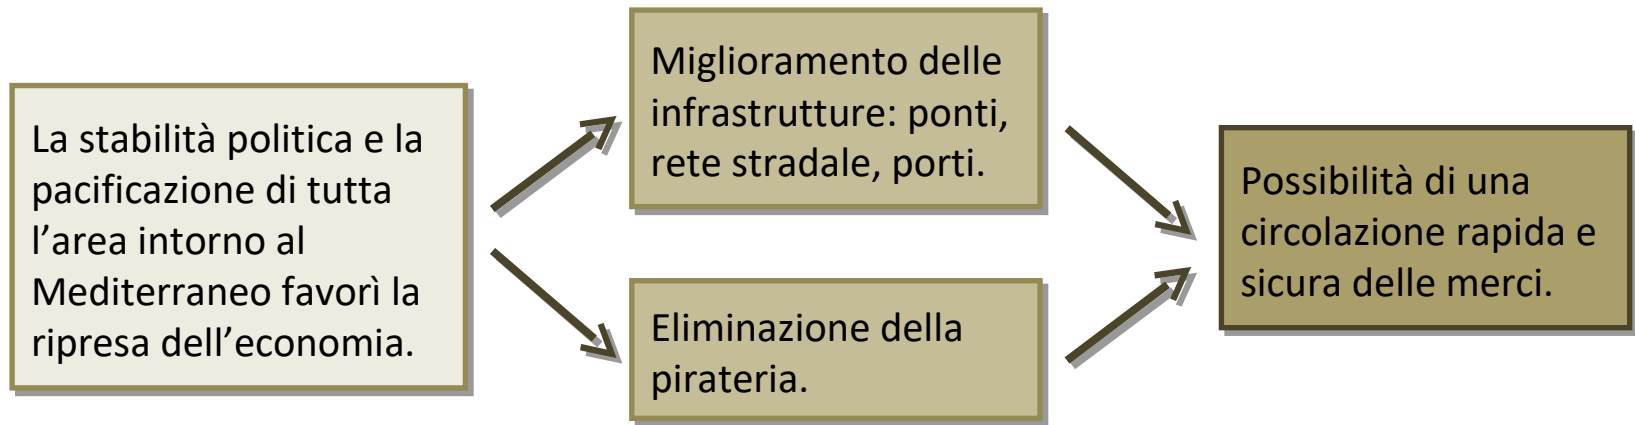 La stabilità politica e la
pacificazione di tutta
l’area intorno al
Mediterraneo favorì la
ripresa dell’economia.
Miglioramento delle
infrastrutture: ponti,
rete stradale, porti.
Eliminazione della
pirateria.
Possibilità di una
circolazione rapida e
sicura delle merci.